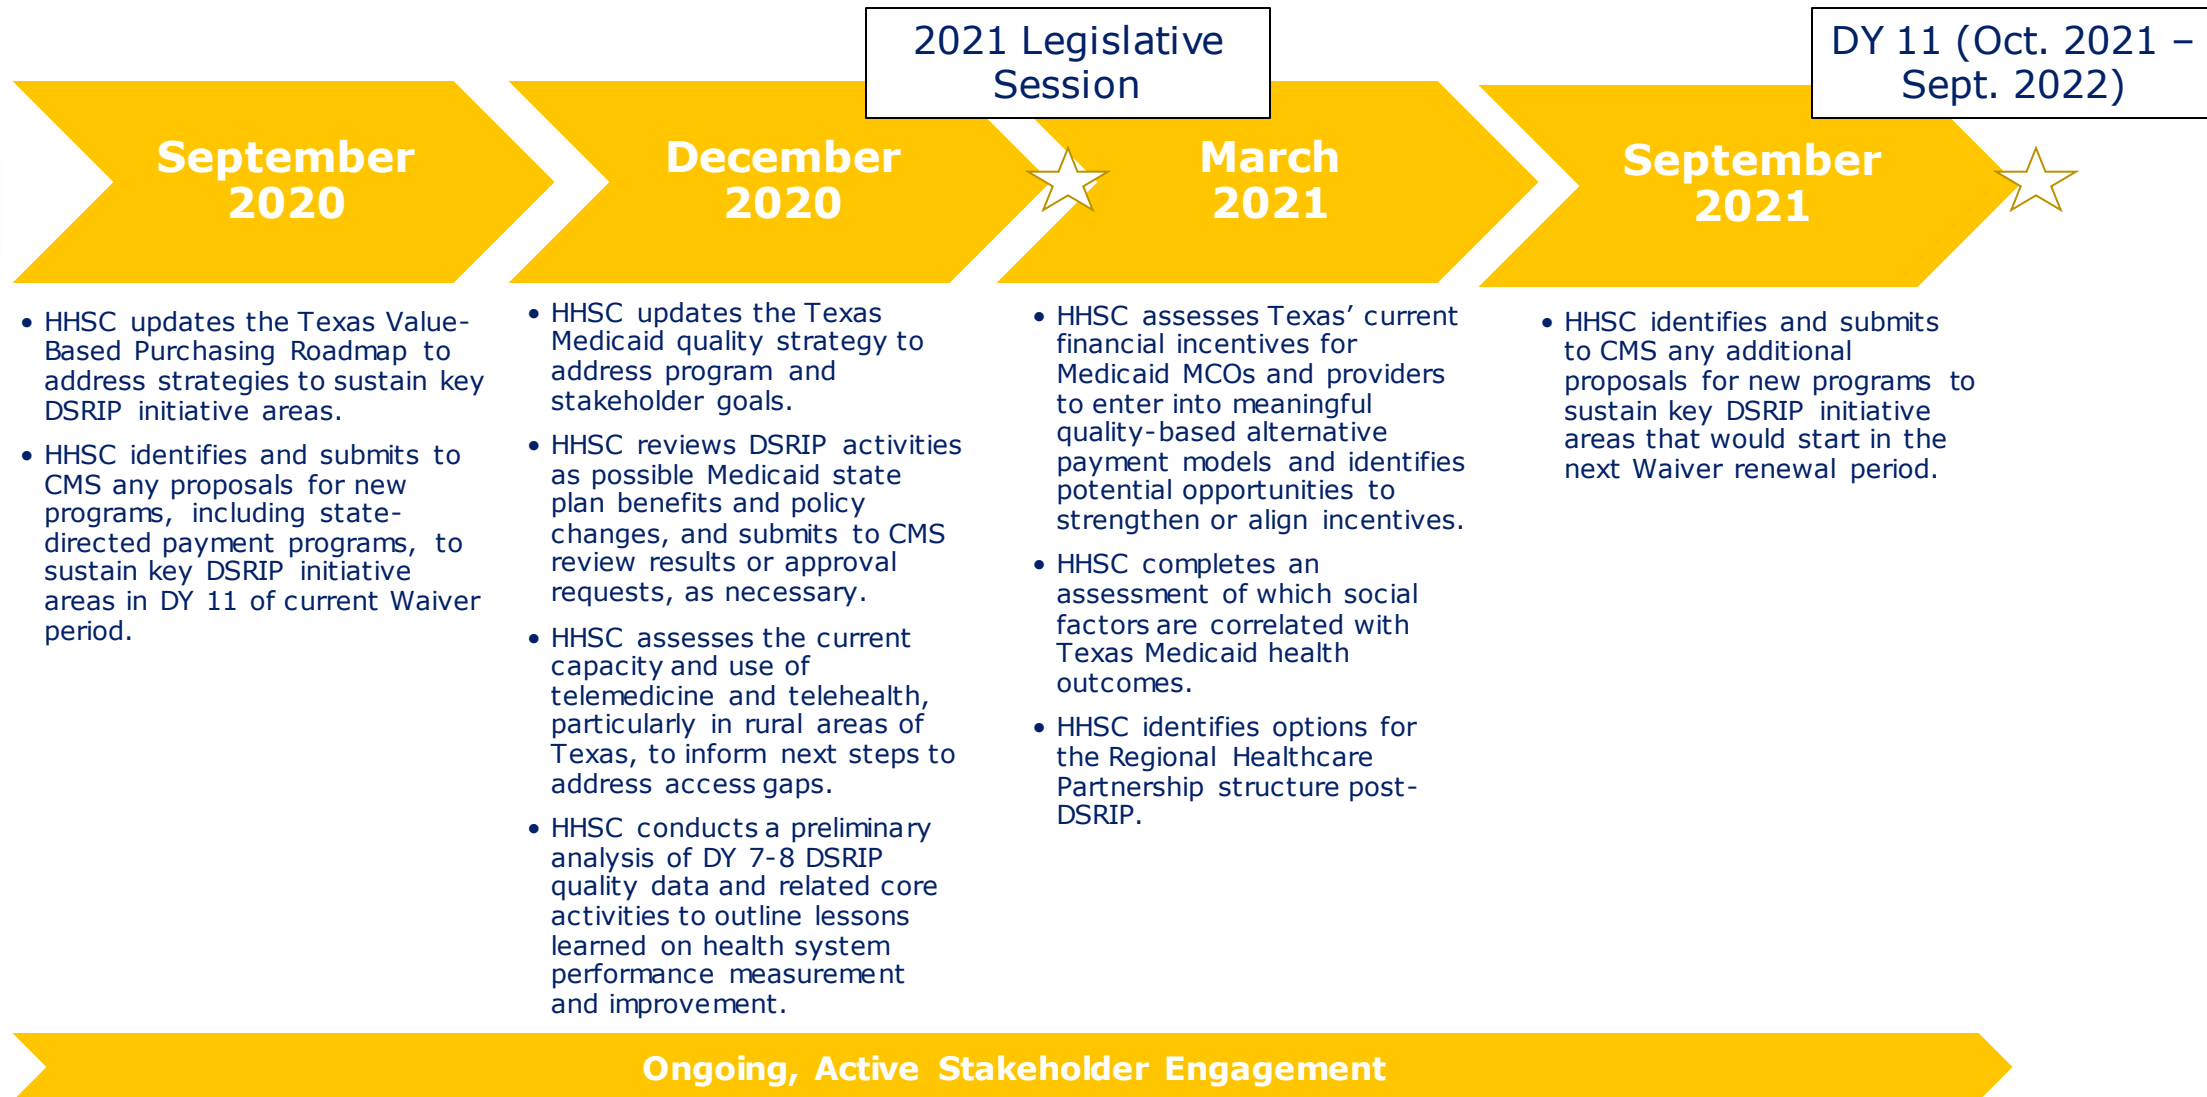 2021 Legislative
Session
DY 11 (Oct. 2021 –
Sept. 2022)
September
2020
• HHSC updates the Texas Value-
Based Purchasing Roadmap to
address strategies to sustain key
DSRIP initiative areas.
• HHSC identifies and submits to
CMS any proposals for new
programs, including state-
directed payment programs, to
sustain key DSRIP initiative
areas in DY 11 of current Waiver
period.
December
2020
• HHSC updates the Texas
Medicaid quality strategy to
address program and
stakeholder goals.
• HHSC reviews DSRIP activities
as possible Medicaid state
plan benefits and policy
changes, and submits to CMS
review results or approval
requests, as necessary.
• HHSC assesses the current
capacity and use of
telemedicine and telehealth,
particularly in rural areas of
Texas, to inform next steps to
address access gaps.
• HHSC conducts a preliminary
analysis of DY 7-8 DSRIP
quality data and related core
activities to outline lessons
learned on health system
performance measurement
and improvement.
March
2021
• HHSC assesses Texas’ current
financial incentives for
Medicaid MCOs and providers
to enter into meaningful
quality-based alternative
payment models and identifies
potential opportunities to
strengthen or align incentives.
• HHSC completes an
assessment of which social
factors are correlated with
Texas Medicaid health
outcomes.
• HHSC identifies options for
the Regional Healthcare
Partnership structure post-
DSRIP.
September
2021
• HHSC identifies and submits
to CMS any additional
proposals for new programs to
sustain key DSRIP initiative
areas that would start in the
next Waiver renewal period.
Ongoing, Active Stakeholder Engagement